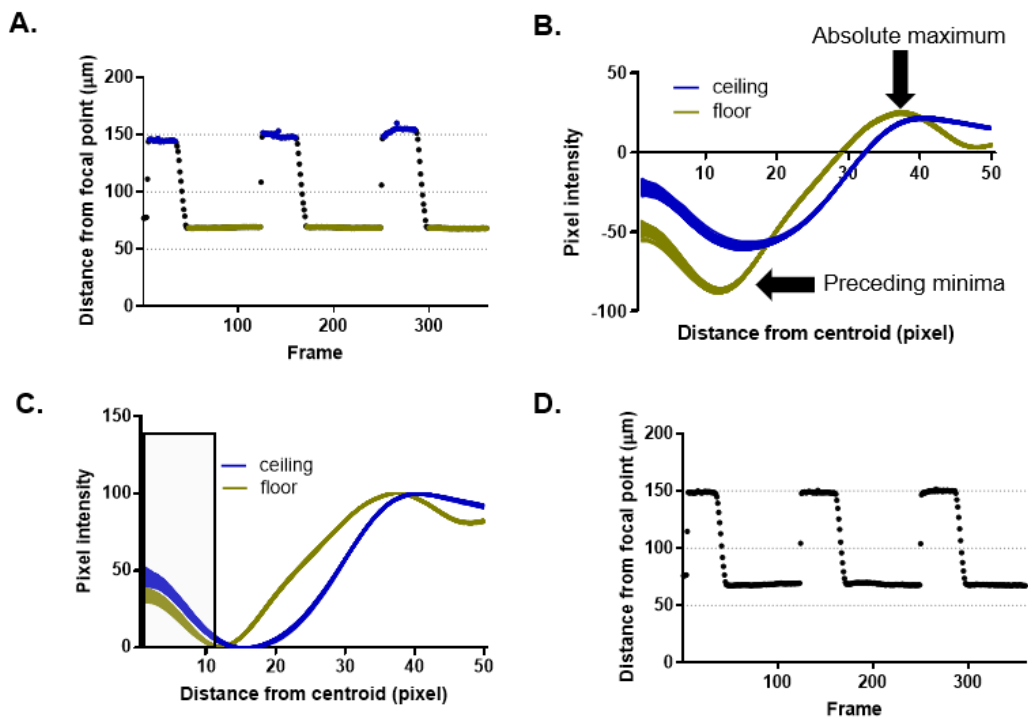 A.
Distance from focal point (µm)
200
150
100
50
0
100
200
300
Frame
B.
Absolute maximum
Pixel intensity
50
0
-50
-100
ceiling
floor
10
20
30
40
50
Preceding minima
Distance from centroid (pixel)
C.
Pixel intensity
150
100
50
0
ceiling
floor
10
20
30
40
50
Distance from centroid (pixel)
D.
Distance from focal point (µm)
200
150
100
50
0
100
200
300
Frame